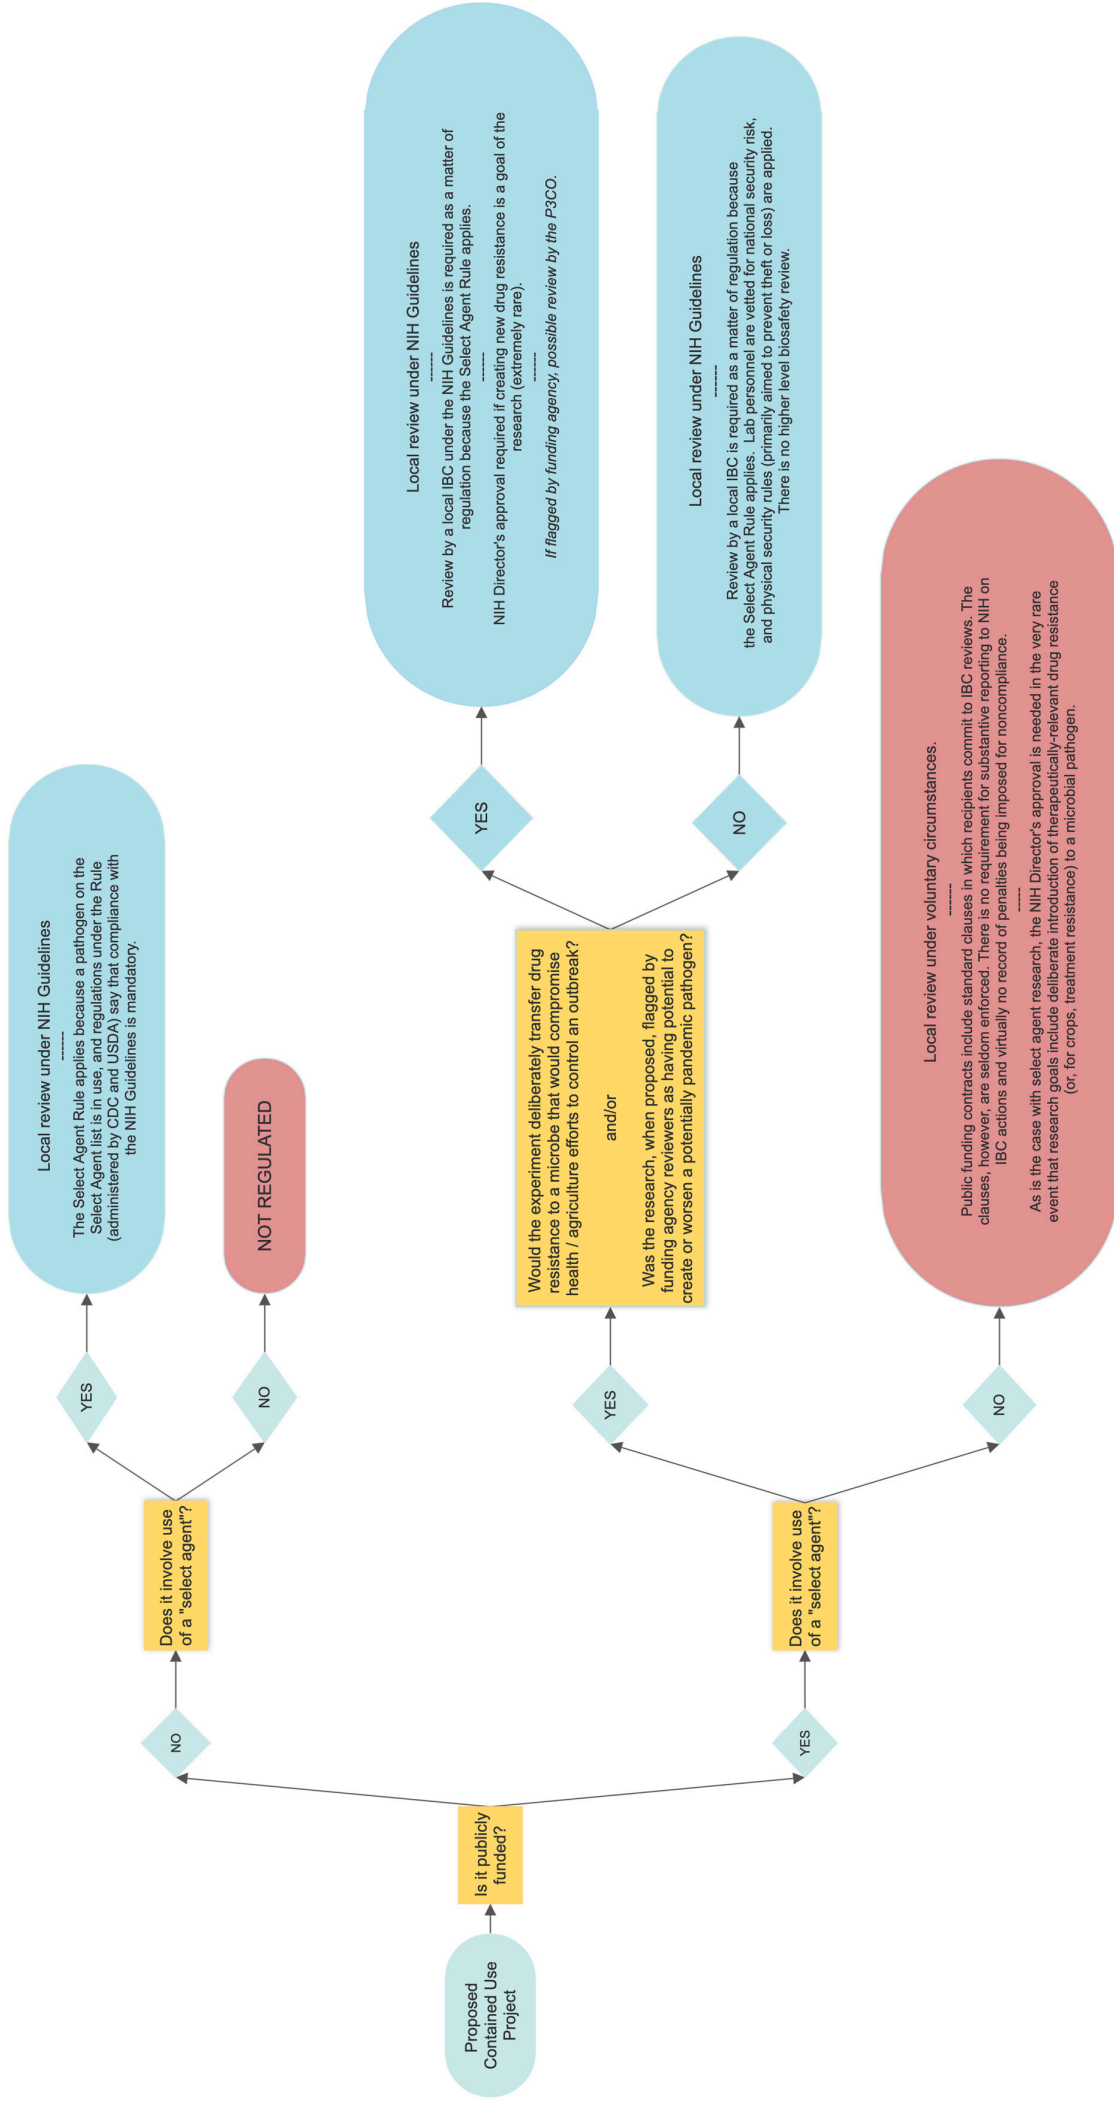 Proposed
Contained Use
Project
Is it publicly
funded?
NO
Does it involve use
of a "select agent"?
YES
Local review under NIH Guidelines
------
The Select Agent Rule applies because a pathogen on the
Select Agent list is in use, and regulations under the Rule
(administered by CDC and USDA) say that compliance with
the NIH Guidelines is mandatory.
NO
NOT REGULATED
YES
Does it involve use
of a "select agent"?
YES
Would the experiment deliberately transfer drug
resistance to a microbe that would compromise
health / agriculture efforts to control an outbreak?
and/or
Was the research, when proposed, flagged by
funding agency reviewers as having potential to
create or worsen a potentially pandemic pathogen?
YES
Local review under NIH Guidelines
------
Review by a local IBC under the NIH Guidelines is required as a matter of
regulation because the Select Agent Rule applies.
------
NIH Director's approval required if creating new drug resistance is a goal of the
research (extremely rare).
------
If flagged by funding agency, possible review by the P3CO.
NO
Local review under NIH Guidelines
------
Review by a local IBC is required as a matter of regulation because
the Select Agent Rule applies. Lab personnel are vetted for national security risk,
and physical security rules (primarily aimed to prevent theft or loss) are applied.
There is no higher level biosafety review.
NO
Local review under voluntary circumstances.
------
Public funding contracts include standard clauses in which recipients commit to IBC reviews. The
clauses, however, are seldom enforced. There is no requirement for substantive reporting to NIH on
IBC actions and virtually no record of penalties being imposed for noncompliance.
-----
As is the case with select agent research, the NIH Director's approval is needed in the very rare
event that research goals include deliberate introduction of therapeutically-relevant drug resistance
(or, for crops, treatment resistance) to a microbial pathogen.